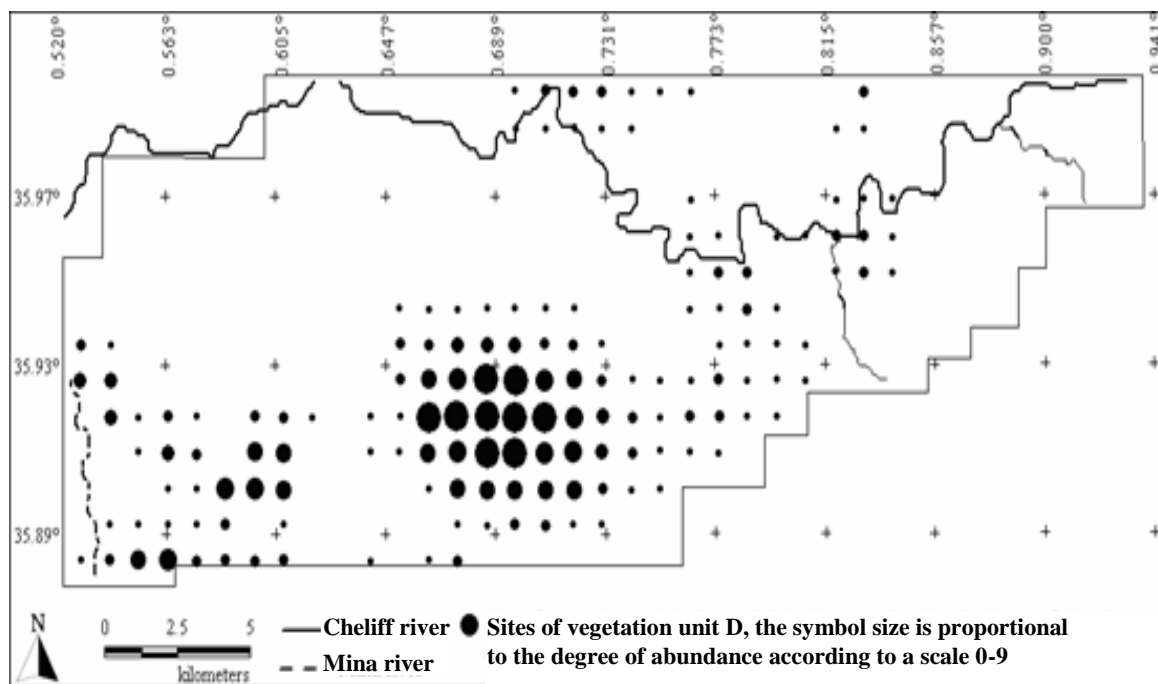 0.520° 0.563° 0.605° 0.647° 0.689° 0.731° 0.773° 0.815° 0.857° 0.900° 0.941°
35.97°
35.93°
35.89°
N
0 2.5 5
kilometers
Cheliff river
Mina river
Sites of vegetation unit D, the symbol size is proportional
to the degree of abundance according to a scale 0-9